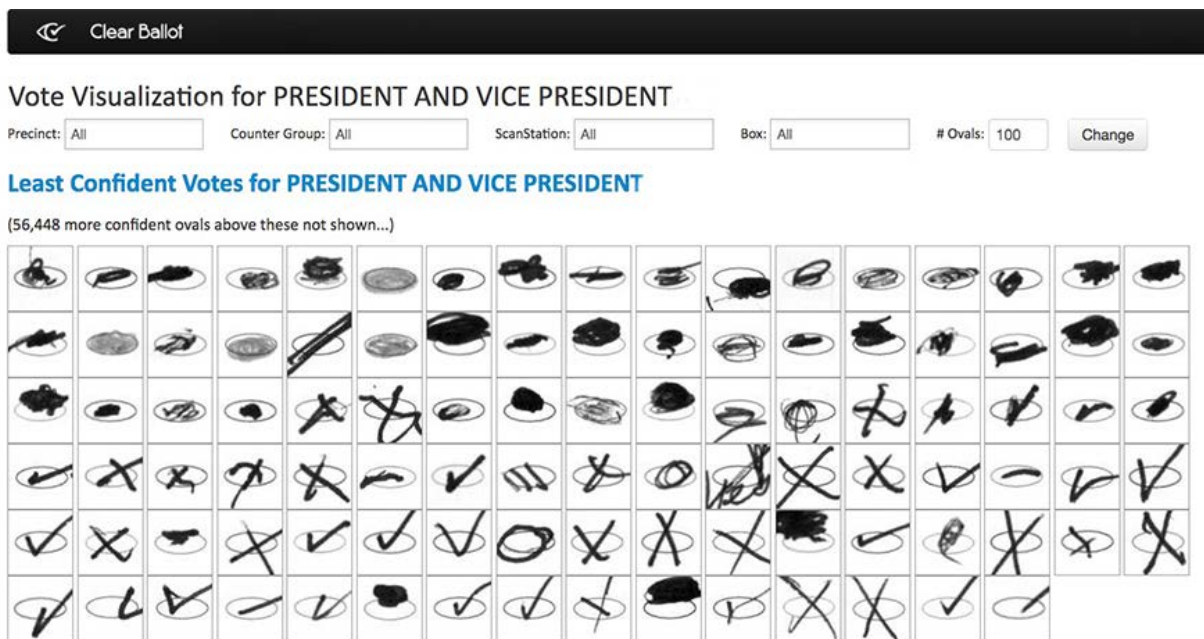 Clear Ballot
Vote Visualization for PRESIDENT AND VICE PRESIDENT
Precinct: All Counter Group: All ScanStation: All Box: All # Ovals: 100 Change
Least Confident Votes for PRESIDENT AND VICE PRESIDENT
(56,448 more confident ovals above these not shown...)